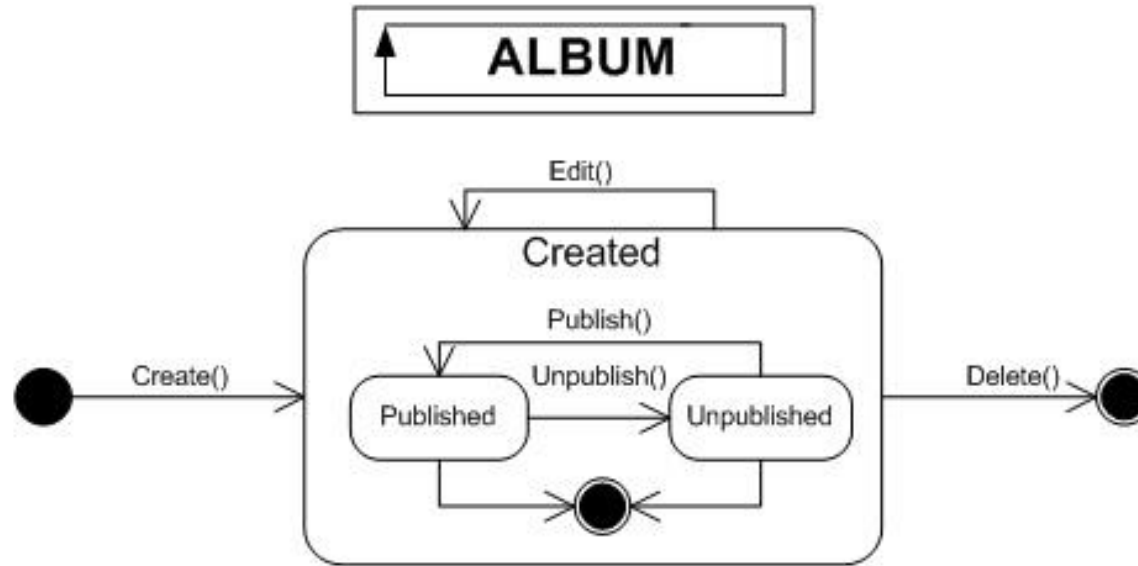 ALBUM
Edit()
Created
Publish()
Create()
Unpublish()
Delete()
Published
Unpublished